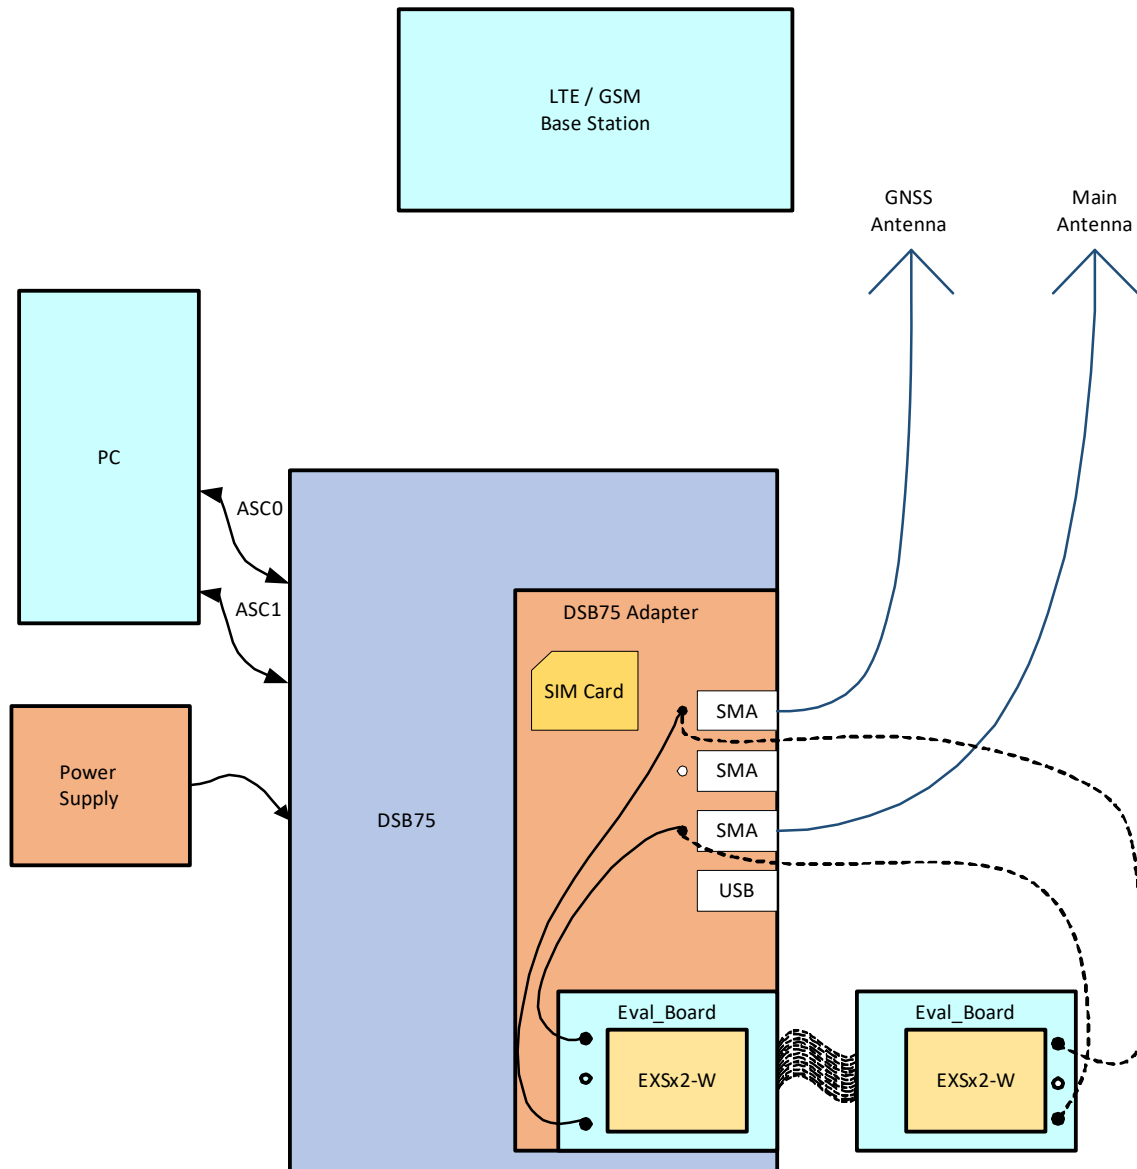 LTE / GSM
Base Station
GNSS
Antenna
Main
Antenna
PC
ASC0
ASC1
DSB75 Adapter
SIM Card
SMA
SMA
SMA
USB
Power
Supply
DSB75
Eval_Board
EXSx2-W
Eval_Board
EXSx2-W